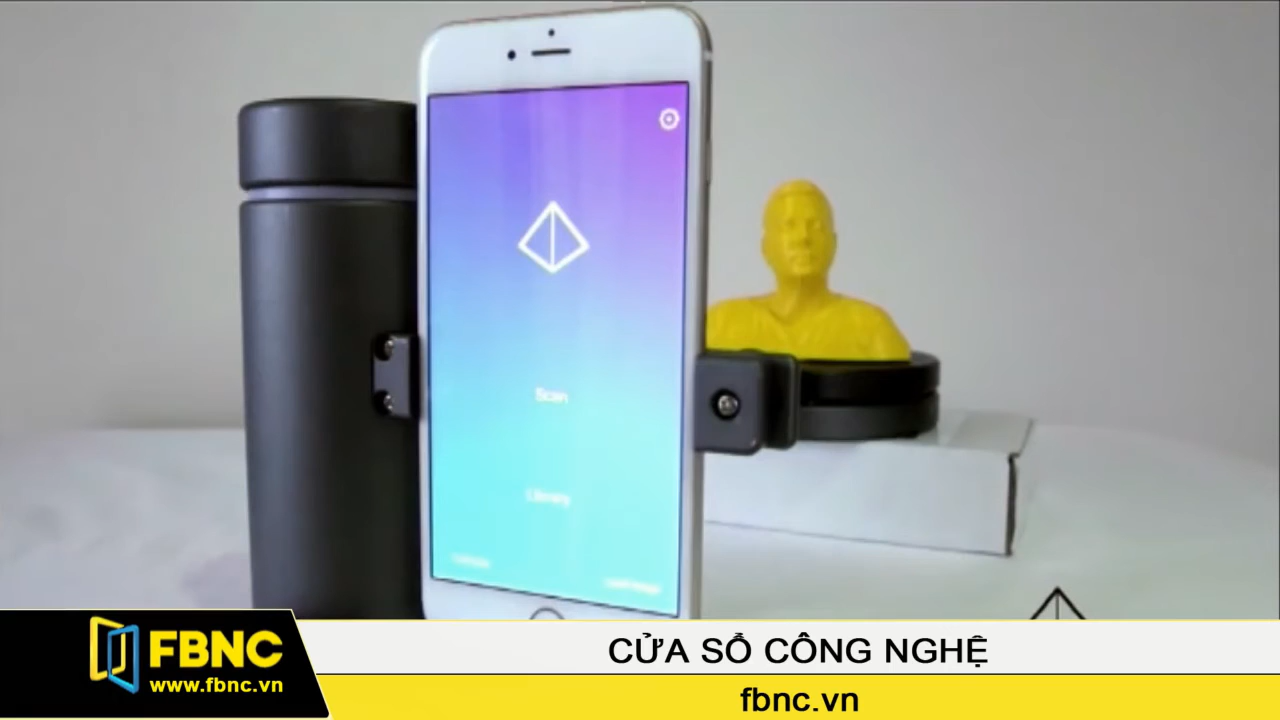 Scan
Library
FBNC
www.fbnc.vn
CỬA SỔ CÔNG NGHỆ
fbnc.vn